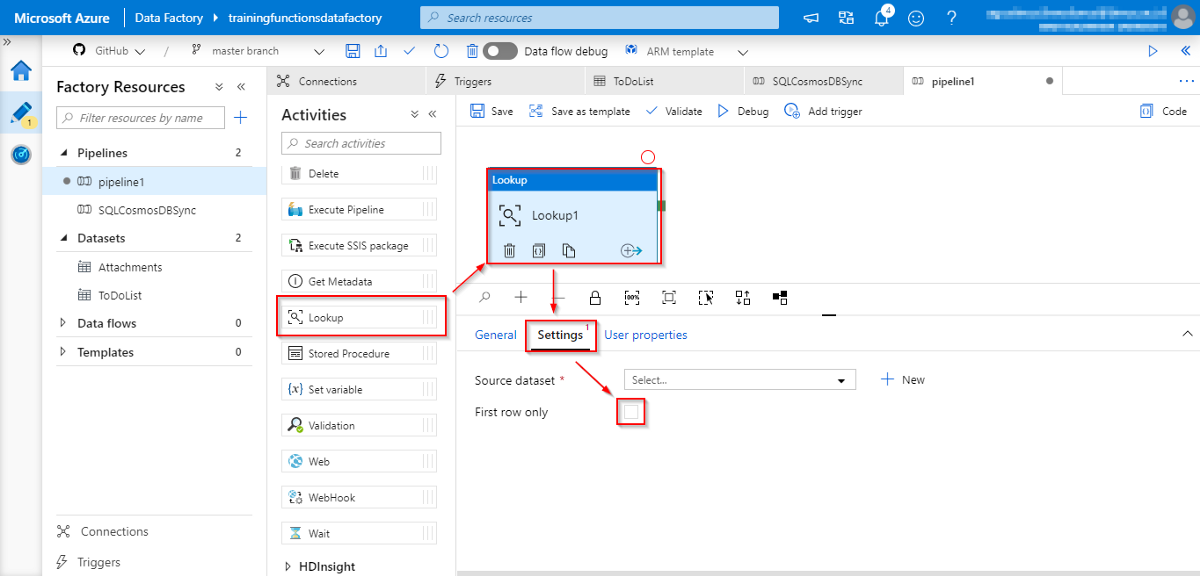 Microsoft Azure
Data Factory
trainingfunctionsdatafactory
Search resources
4
?
GitHub
/
master branch
Data flow debug
ARM template
1
Factory Resources
Filter resources by name
Pipelines 2
pipeline1
SQLCosmosDBSync
Datasets 2
Attachments
ToDoList
Data flows 0
Templates 0
Connections
Triggers
Connections
Triggers
ToDoList
SQLCosmosDBSync
pipeline1
Activities
Search activities
Delete
Execute Pipeline
Execute SSIS package
Get Metadata
Lookup
Stored Procedure
Set variable
Validation
Web
WebHook
Wait
HDInsight
Save
Save as template
Validate
Debug
Add trigger
Code
Lookup
Lookup1
100%
General
Settings 1
User properties
Source dataset *
Select...
New
First row only